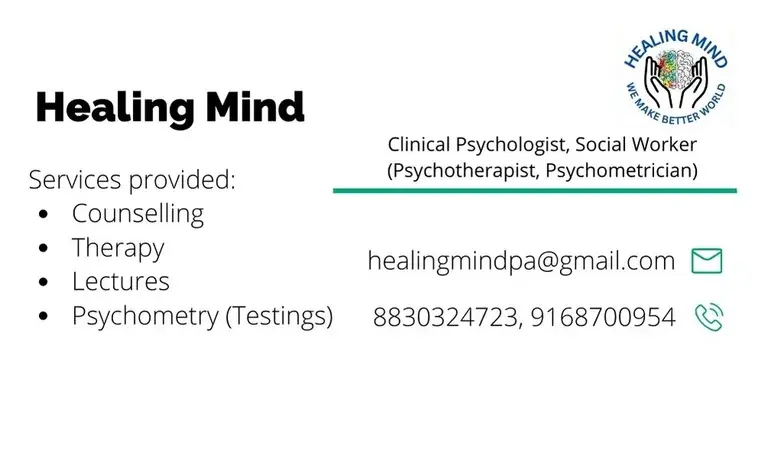 HEALING MIND
WE MAKE BETTER WORLD
Healing Mind
Clinical Psychologist, Social Worker
(Psychotherapist, Psychometrician)
Services provided:
• Counselling
• Therapy
• Lectures
• Psychometry (Testings)
healingmindpa@gmail.com
8830324723, 9168700954